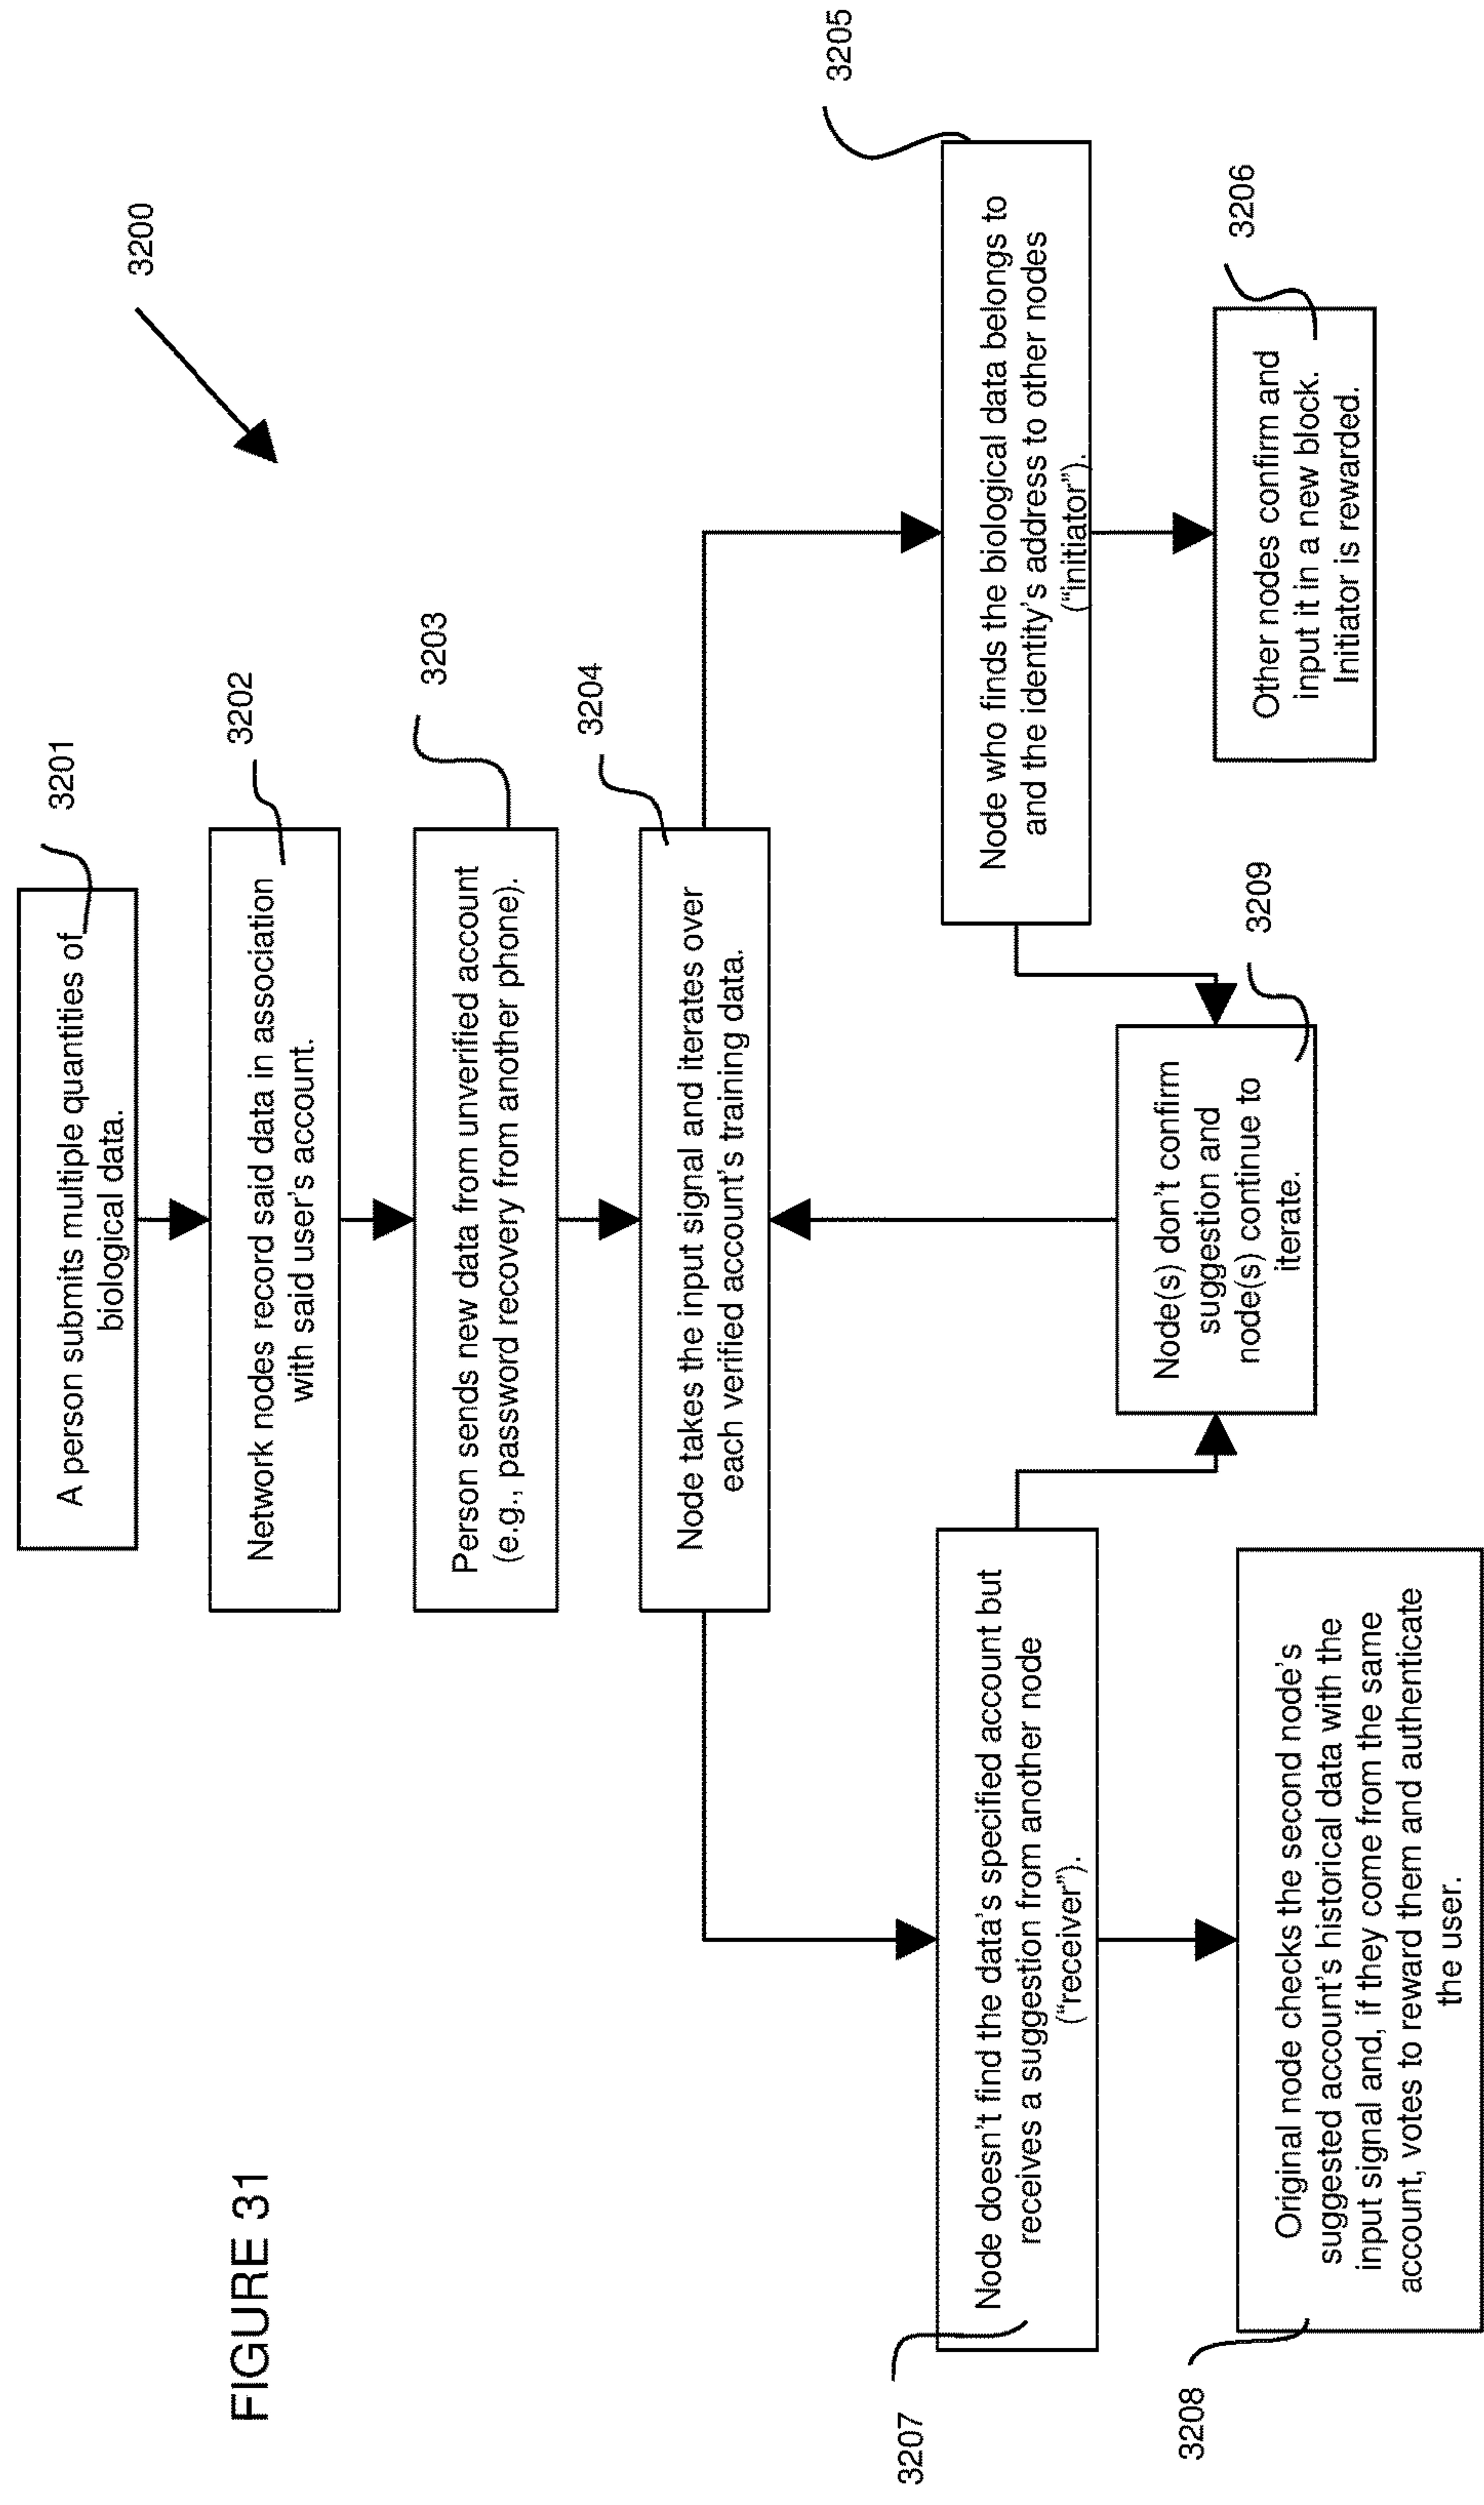 FIGURE 31
3200
3201
A person submits multiple quantities of
biological data.
3202
Network nodes record said data in association
with said user's account.
3203
Person sends new data from unverified account
(e.g., password recovery from another phone).
3204
Node takes the input signal and iterates over
each verified account's training data.
3207
Node doesn't find the data's specified account but
receives a suggestion from another node
(“receiver”).
3205
Node who finds the biological data belongs to
and the identity's address to other nodes
(“initiator”).
3209
Node(s) don't confirm
suggestion and
node(s) continue to
iterate.
3206
Other nodes confirm and
input it in a new block.
Initiator is rewarded.
3208
Original node checks the second node's
suggested account's historical data with the
input signal and, if they come from the same
account, votes to reward them and authenticate
the user.